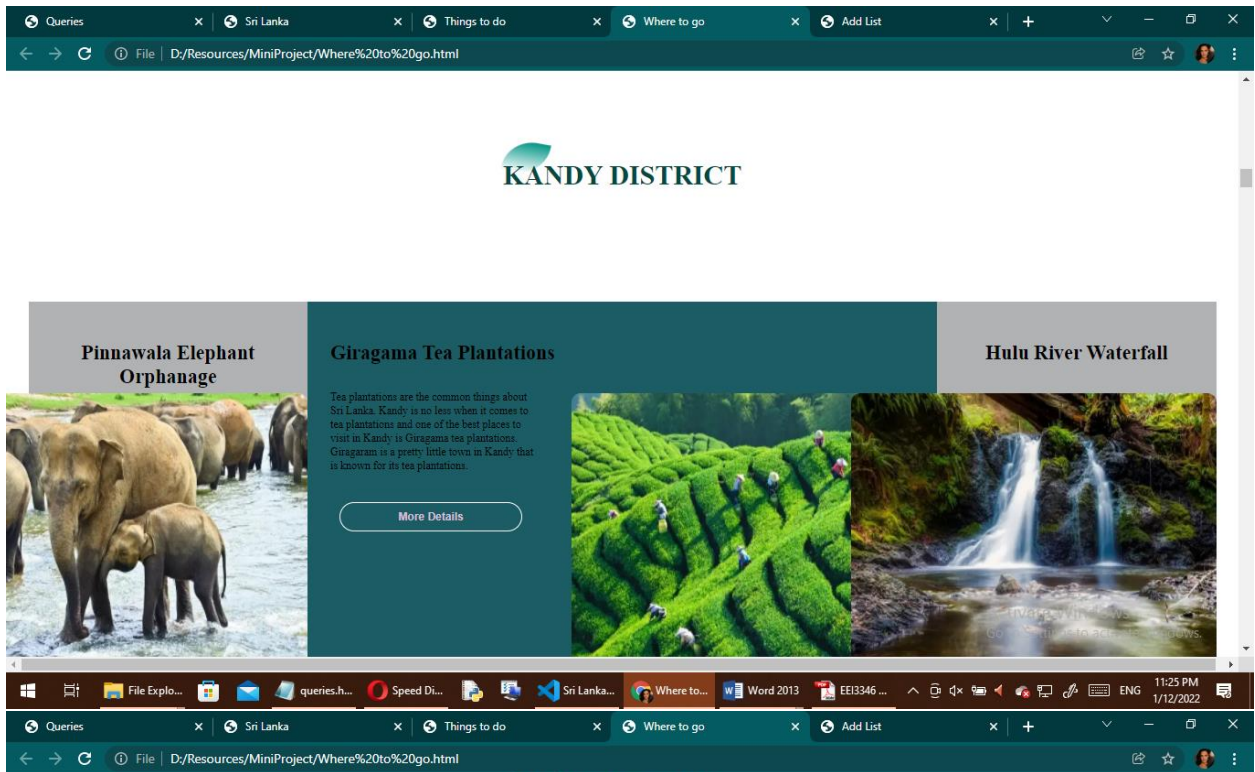 Queries
Sri Lanka
Things to do
Where to go
Add List
File D:/Resources/MiniProject/Where%20to%20go.html
KANDY DISTRICT
Pinnawala Elephant
Orphanage
Giragama Tea Plantations
Tea plantations are the common things about
Sri Lanka. Kandy is no less when it comes to
tea plantations and one of the best places to
visit in Kandy is Giragama tea plantations.
Giragaram is a pretty little town in Kandy that
is known for its tea plantations.
More Details
Hulu River Waterfall
File Explo...
queries.h...
Speed Di...
Sri Lanka...
Where to...
Word 2013
EEI3346 ...
ENG
11:25 PM
1/12/2022
Queries
Sri Lanka
Things to do
Where to go
Add List
File D:/Resources/MiniProject/Where%20to%20go.html